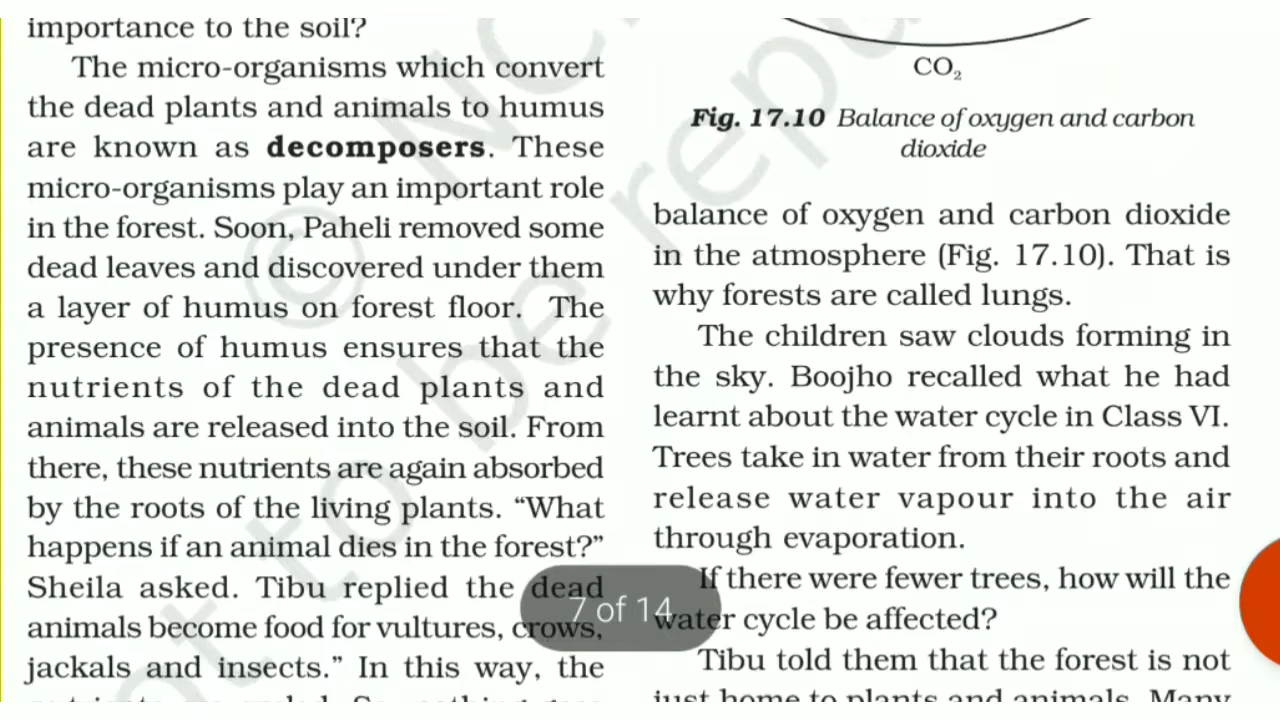 importance to the soil?
The micro-organisms which convert
the dead plants and animals to humus
are known as decomposers. These
micro-organisms play an important role
in the forest. Soon, Paheli removed some
dead leaves and discovered under them
a layer of humus on forest floor. The
presence of humus ensures that the
nutrients of the dead plants and
animals are released into the soil. From
there, these nutrients are again absorbed
by the roots of the living plants. “What
happens if an animal dies in the forest?”
Sheila asked. Tibu replied the dead
animals become food for vultures, crows,
jackals and insects.” In this way, the
CO₂
Fig. 17.10 Balance of oxygen and carbon
dioxide
balance of oxygen and carbon dioxide
in the atmosphere (Fig. 17.10). That is
why forests are called lungs.
The children saw clouds forming in
the sky. Boojho recalled what he had
learnt about the water cycle in Class VI.
Trees take in water from their roots and
release water vapour into the air
through evaporation.
If there were fewer trees, how will the
water cycle be affected?
Tibu told them that the forest is not
just home to plants and animals. Many
7 of 14